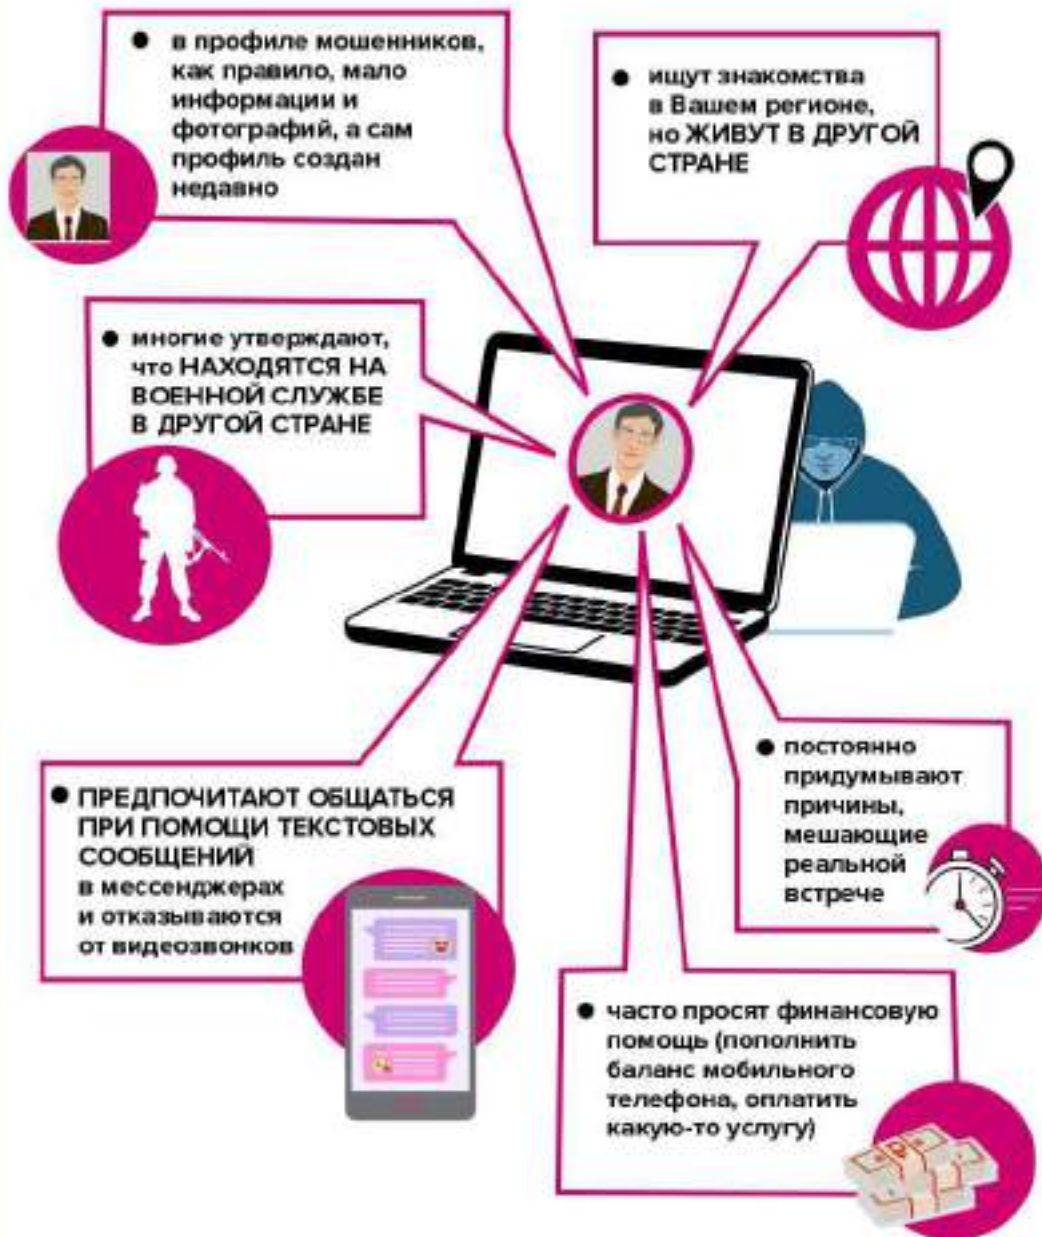 ● в профиле мошенников,
как правило, мало
информации и
фотографий, а сам
профиль создан
недавно
● ищут знакомства
в Вашем регионе,
но ЖИВУТ В ДРУГОЙ
СТРАНЕ
● многие утверждают,
что НАХОДЯТСЯ НА
ВОЕННОЙ СЛУЖБЕ
В ДРУГОЙ СТРАНЕ
● ПРЕДПОЧИТАЮТ ОБЩАТЬСЯ
ПРИ ПОМОЩИ ТЕКСТОВЫХ
СООБЩЕНИЙ
в мессенджерах
и отказываются
от видеозвонков
● постоянно
придумывают
причины,
мешающие
реальной
встрече
● часто просят финансовую
помощь (пополнить
баланс мобильного
телефона, оплатить
какую-то услугу)